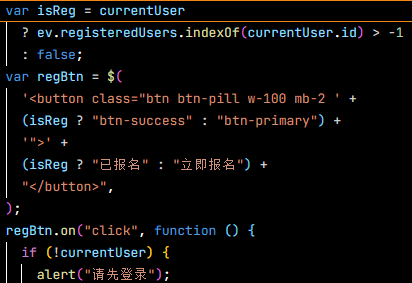 var isReg = currentUser
? ev.registeredUsers.indexOf(currentUser.id) > -1
: false;
var regBtn = $(
'<button class="btn btn-pill w-100 mb-2 ' +
(isReg ? "btn-success" : "btn-primary") +
'">' +
(isReg ? "已报名" : "立即报名") +
"</button>",
);
regBtn.on("click", function () {
if (!currentUser) {
alert("请先登录");